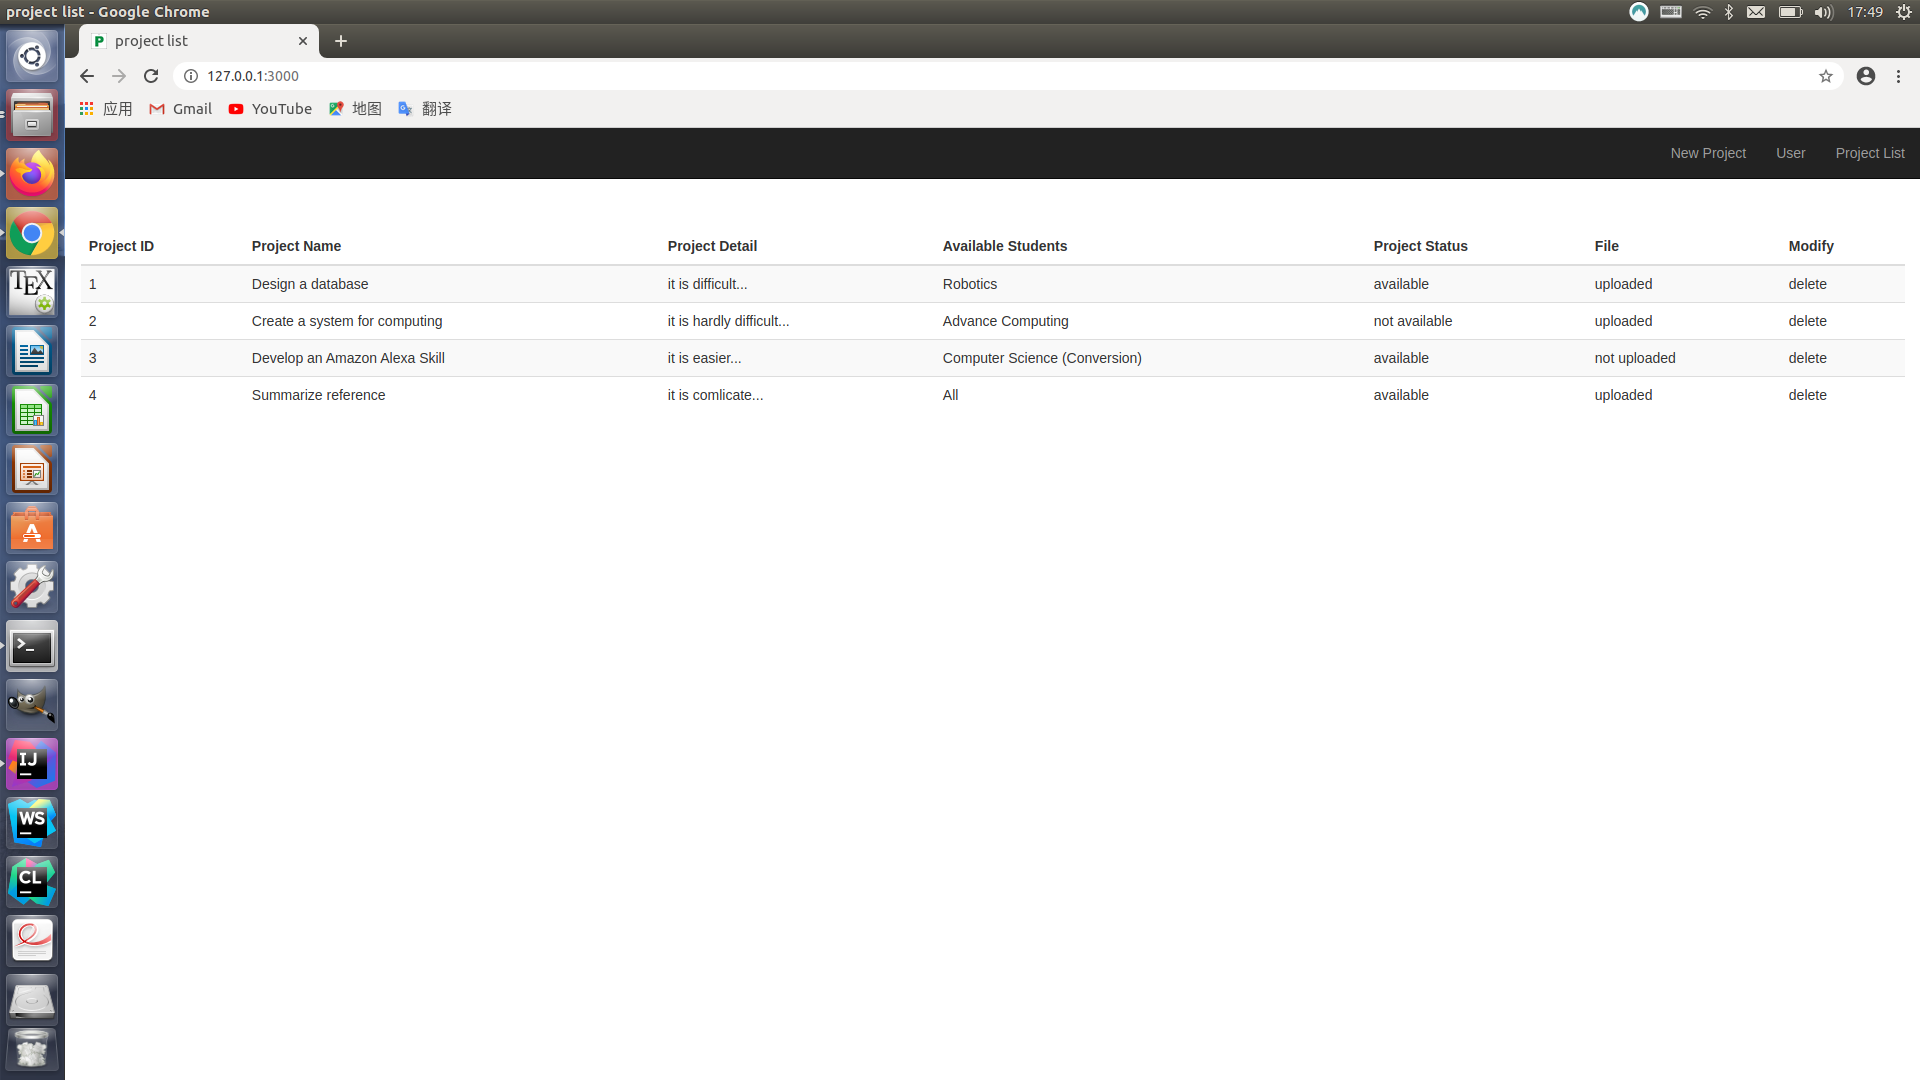 project list - Google Chrome
17:49
P project list
127.0.0.1:3000
应用 Gmail YouTube 地图 翻译
New Project User Project List
Project ID Project Name Project Detail Available Students Project Status File Modify
1 Design a database it is difficult... Robotics available uploaded delete
2 Create a system for computing it is hardly difficult... Advance Computing not available uploaded delete
3 Develop an Amazon Alexa Skill it is easier... Computer Science (Conversion) available not uploaded delete
4 Summarize reference it is comlicate... All available uploaded delete
TEX
A
>_
IJ
WS
CL